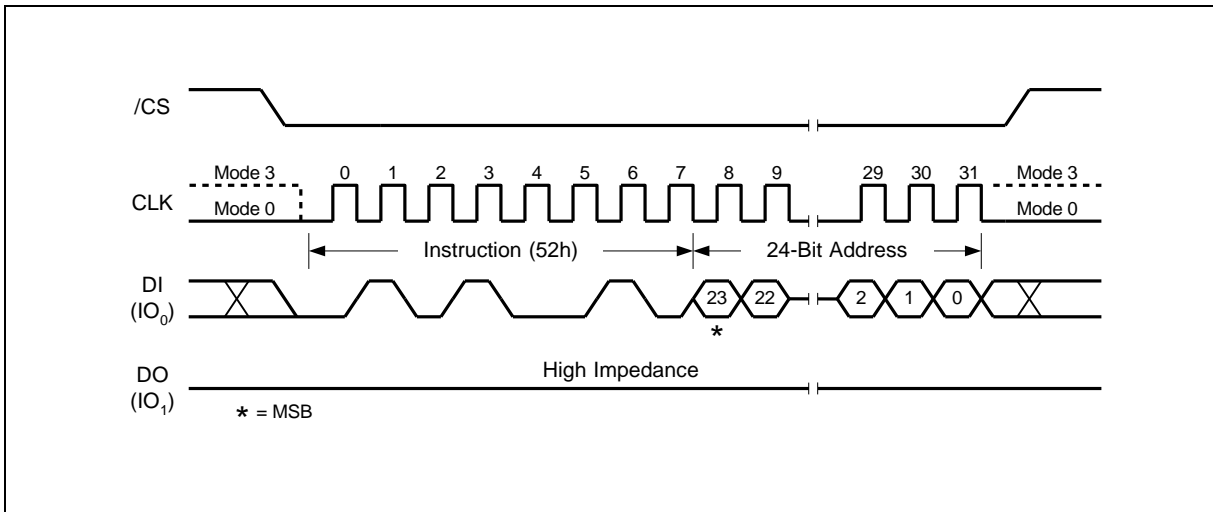 /CS
Mode 3
0 1 2 3 4 5 6 7 8 9 29 30 31
Mode 3
CLK
Mode 0
Mode 0
Instruction (52h)
24-Bit Address
DI
(IO0)
23 22 2 1 0
*
High Impedance
DO
(IO1)
* = MSB